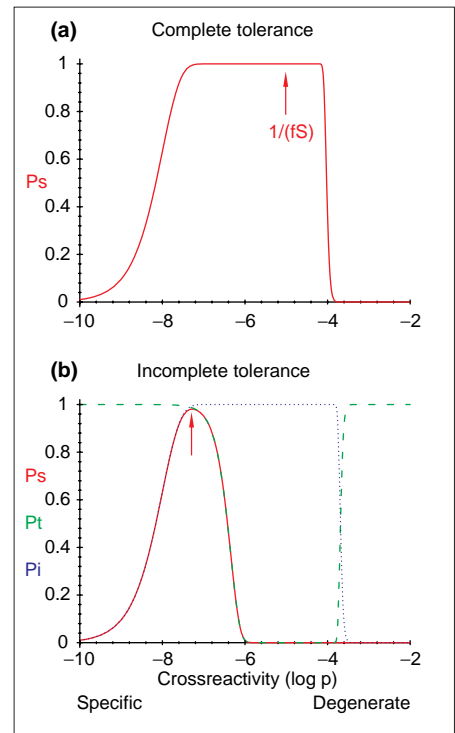 (a) Complete tolerance
1
0.8
0.6
Ps
0.4
0.2
0
1/(fS)
−10 −8 −6 −4 −2
(b) Incomplete tolerance
1
0.8
Ps
0.6
Pt
0.4
Pi
0.2
0
−10 −8 −6 −4 −2
Crossreactivity (log p)
Specific Degenerate